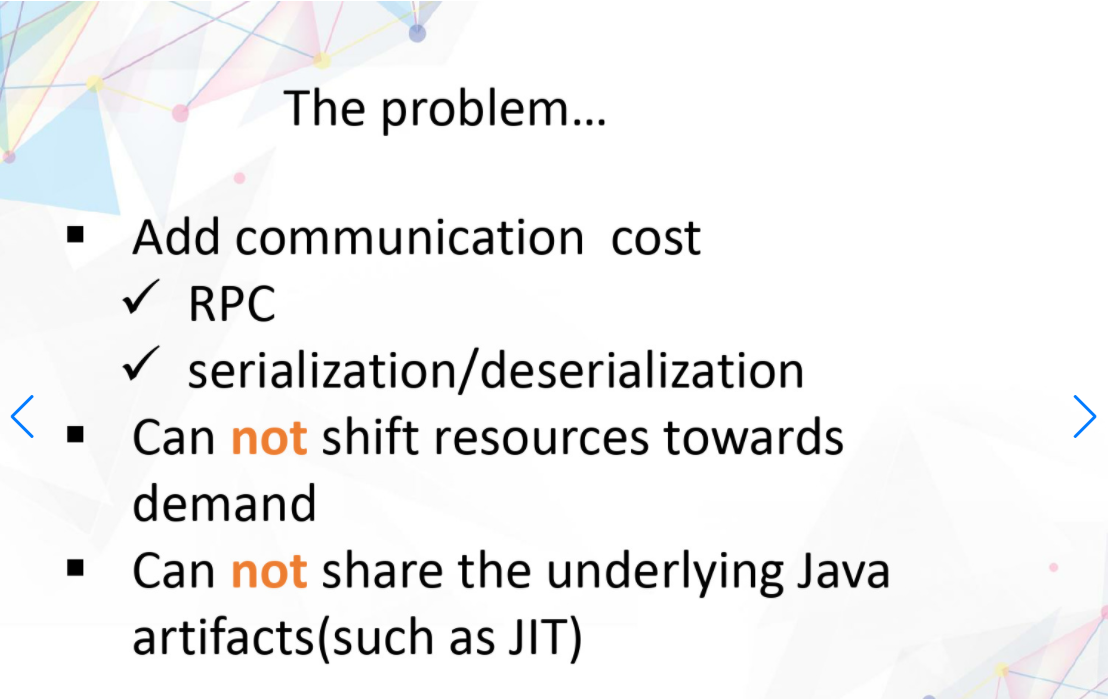 The problem...
▪ Add communication  cost
✓ RPC
✓ serialization/deserialization
▪ Can not shift resources towards
demand
▪ Can not share the underlying Java
artifacts(such as JIT)